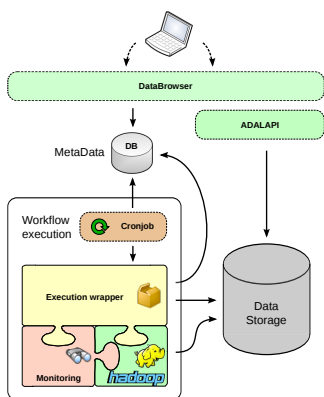 DataBrowser
ADALAPI
DB
MetaData
Workflow
execution
Cronjob
Execution wrapper
Data
Storage
Monitoring
hadoop